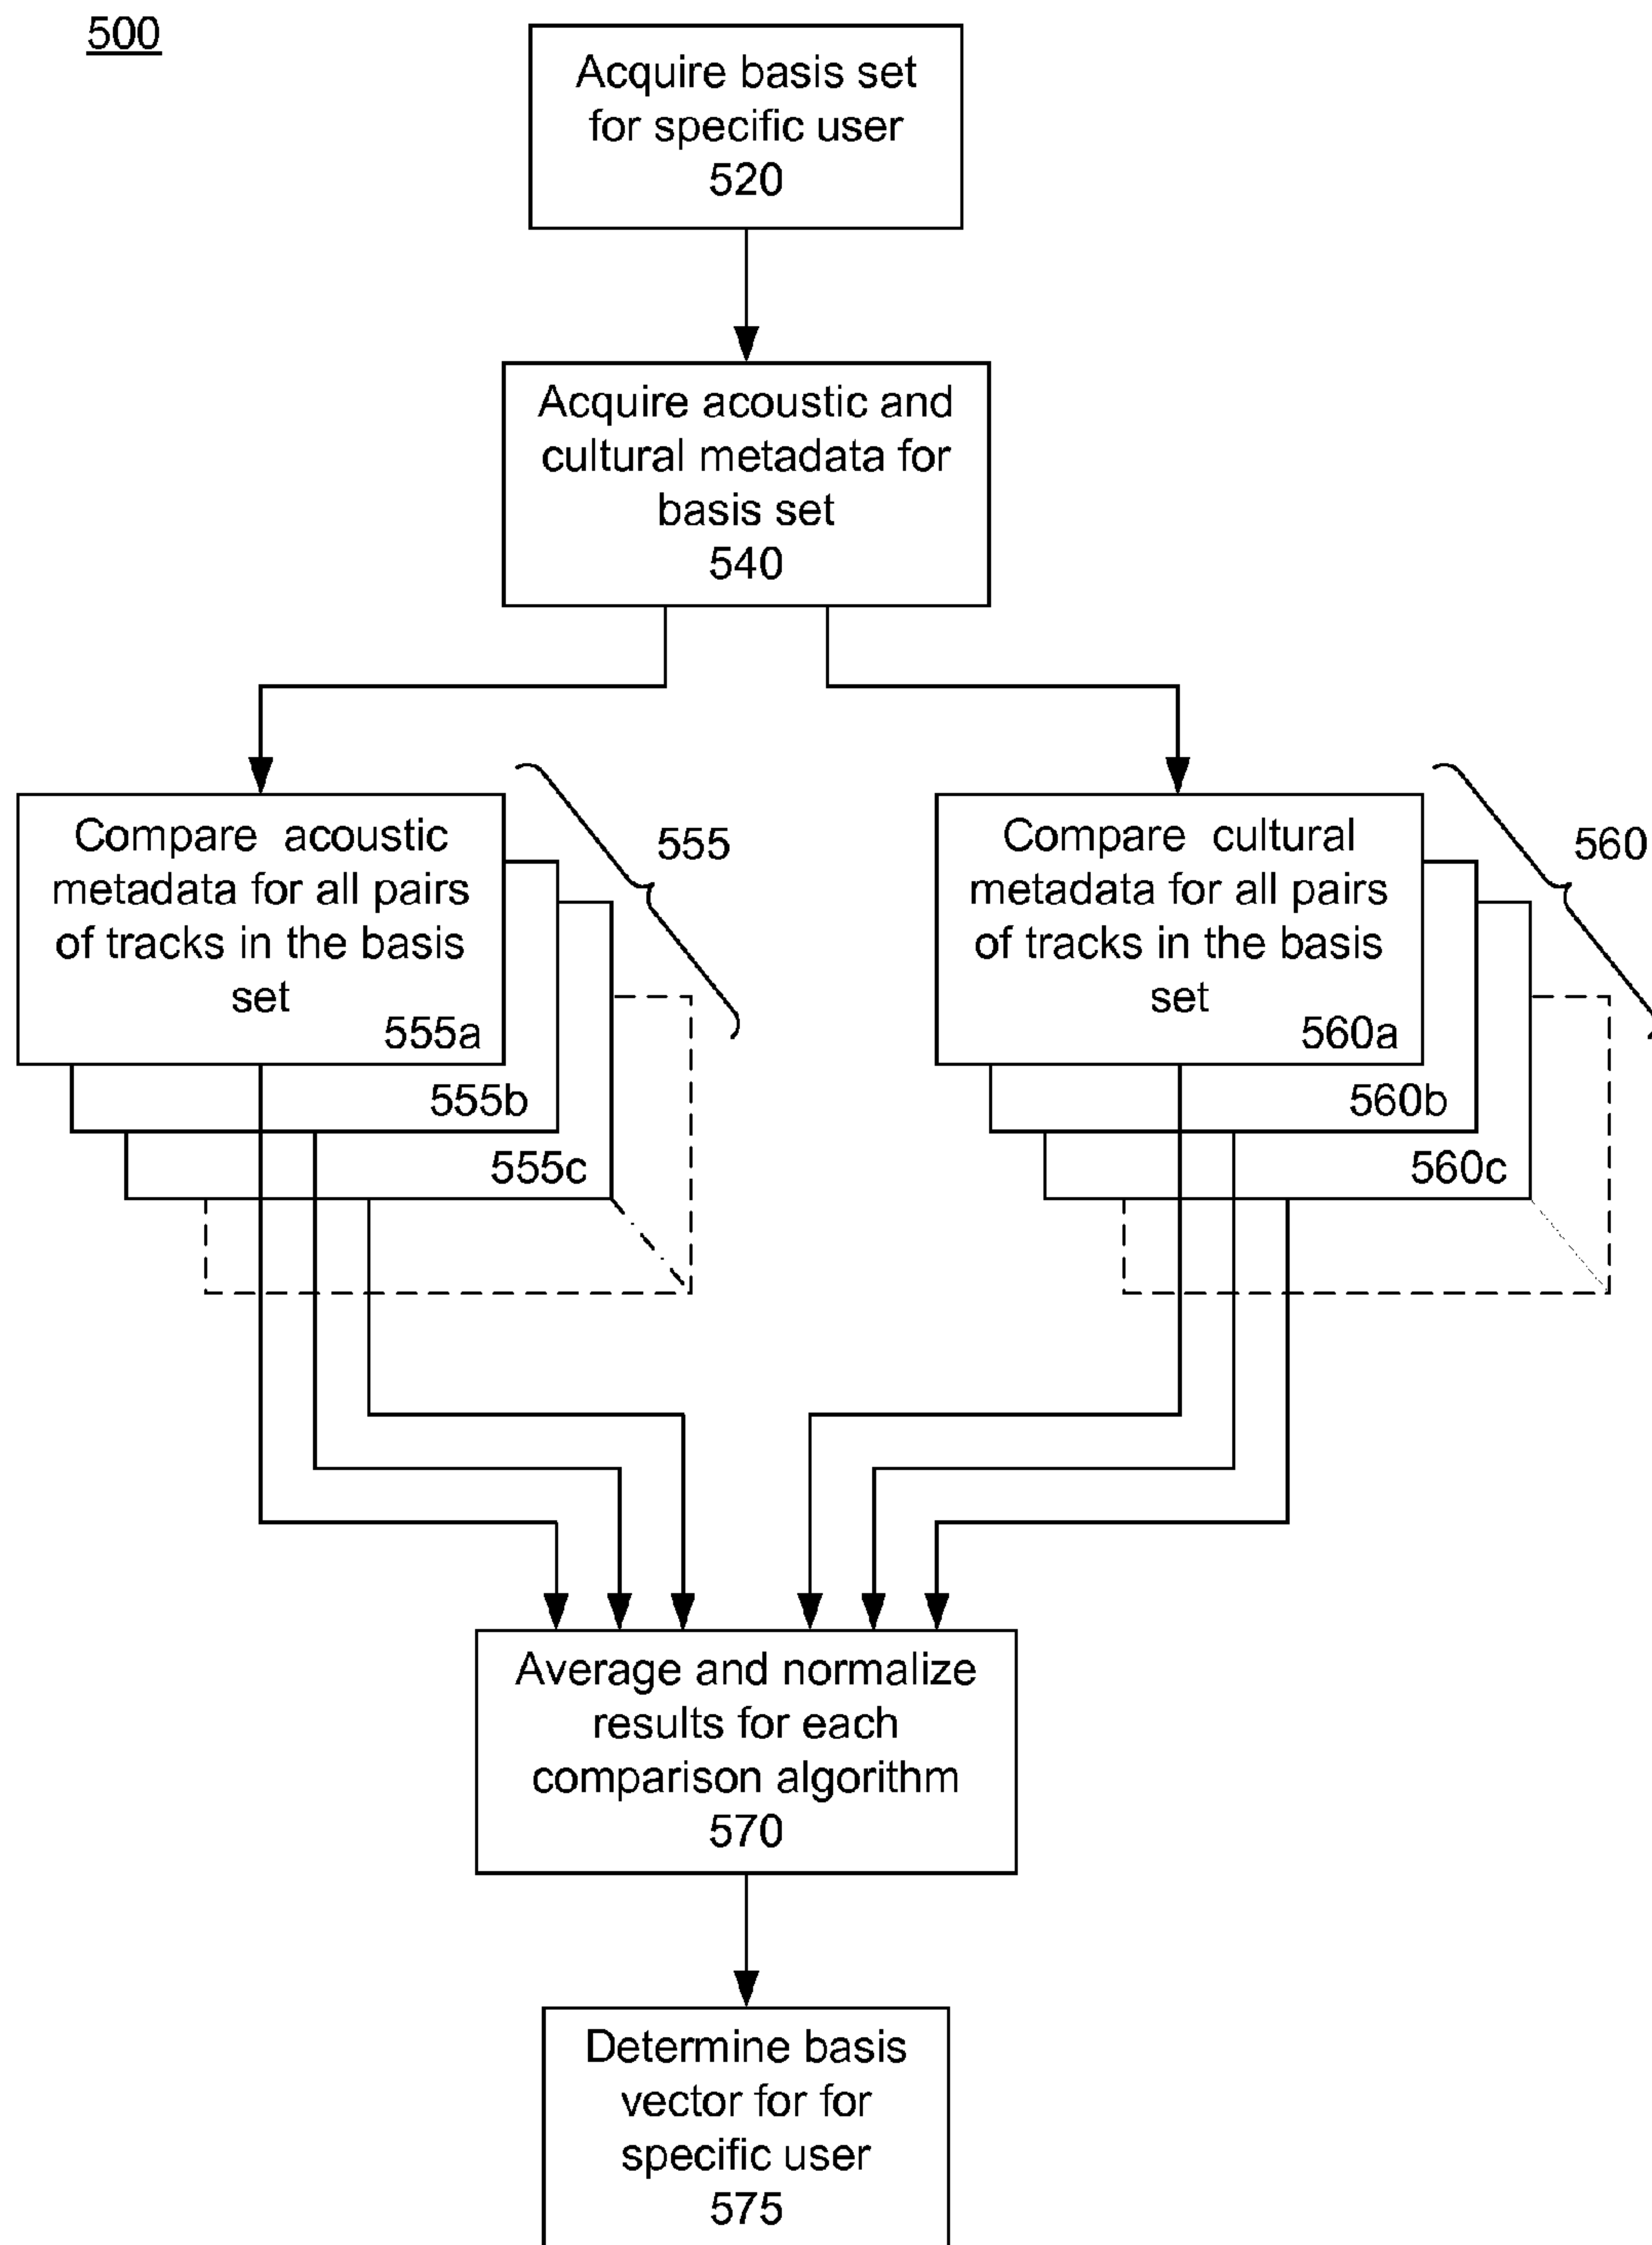 500
Acquire basis set
for specific user
520
Acquire acoustic and
cultural metadata for
basis set
540
Compare acoustic
metadata for all pairs
of tracks in the basis
set
555a
555b
555c
555
Compare cultural
metadata for all pairs
of tracks in the basis
set
560a
560b
560c
560
Average and normalize
results for each
comparison algorithm
570
Determine basis
vector for for
specific user
575